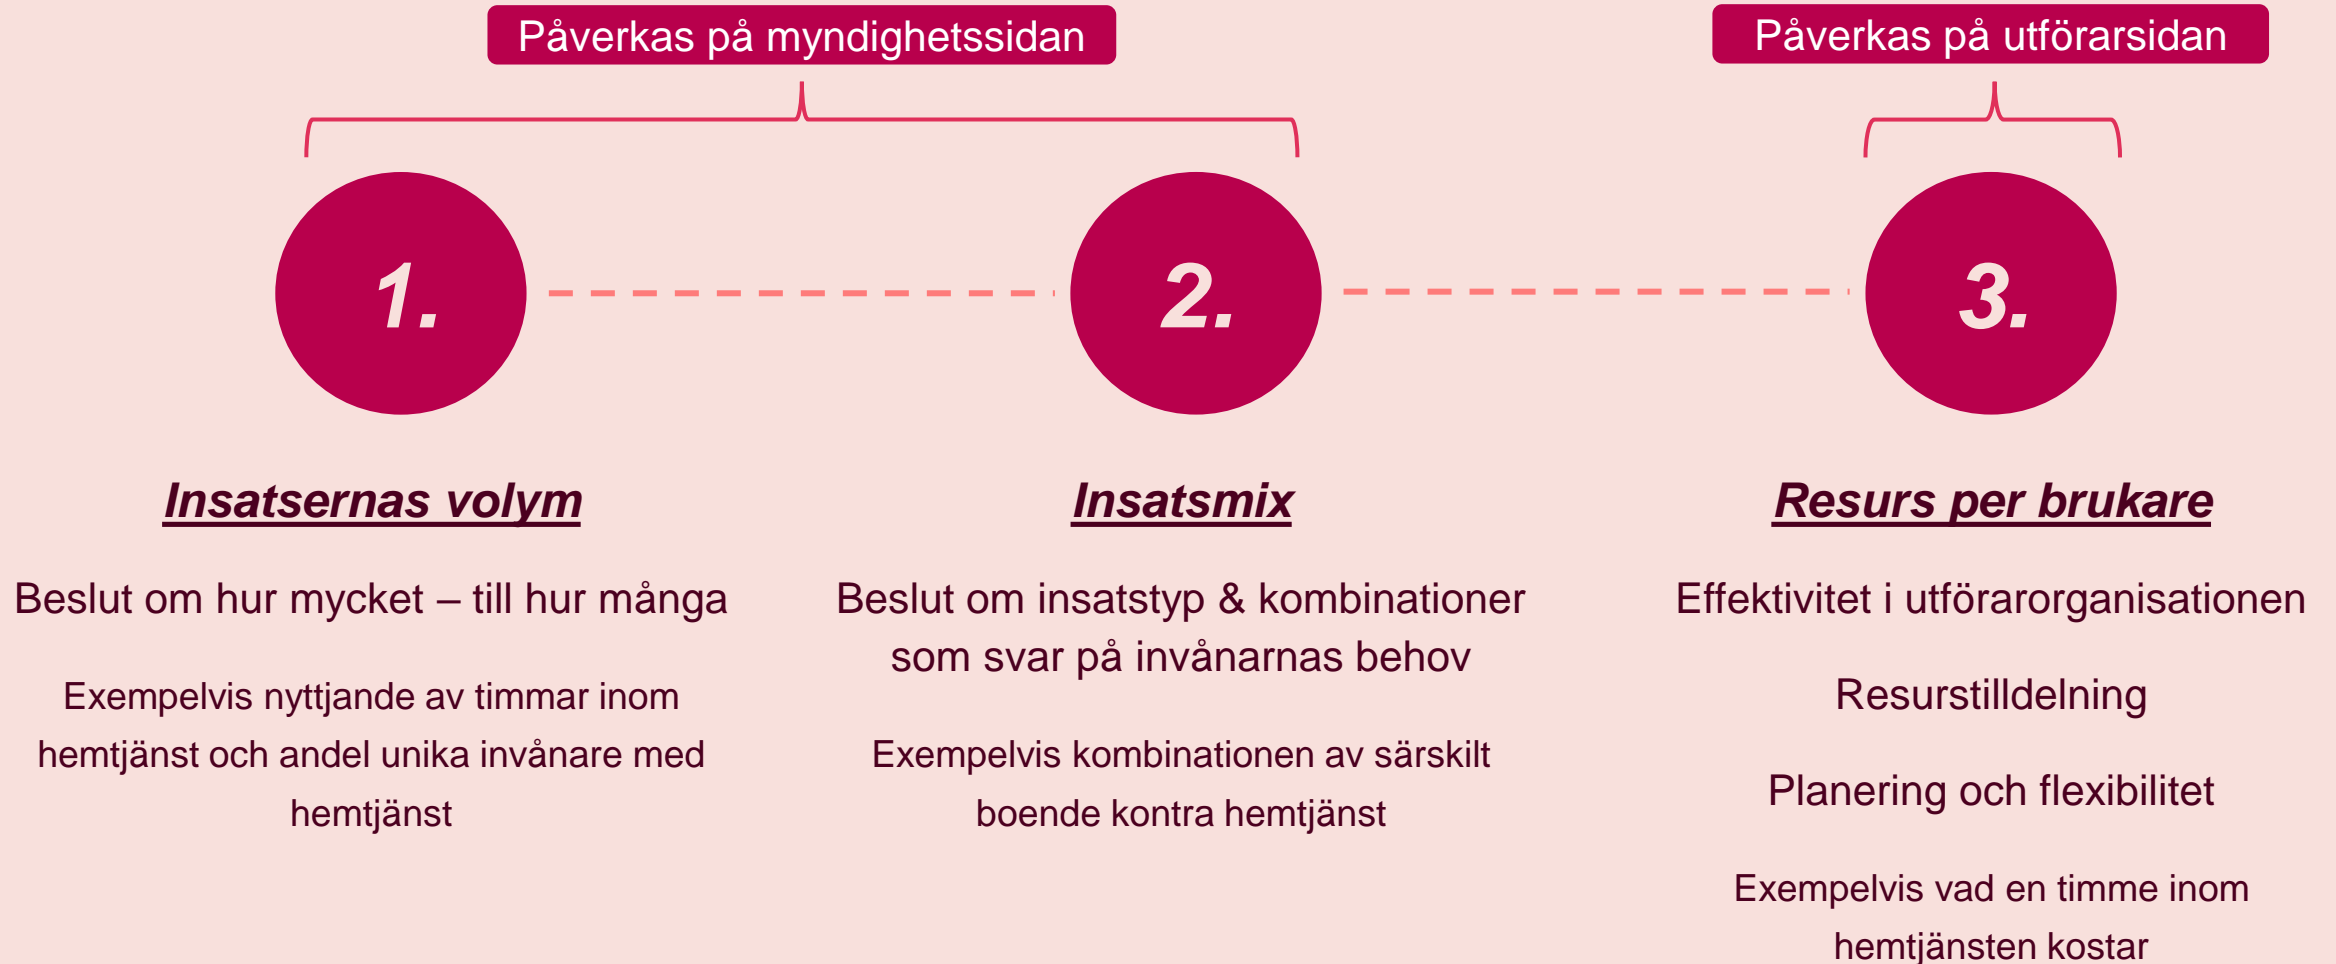 Påverkas på myndighetssidan
Påverkas på utförarsidan
1.
2.
3.
Insatsernas volym
Beslut om hur mycket – till hur många
Exempelvis nyttjande av timmar inom
hemtjänst och andel unika invånare med
hemtjänst
Insatsmix
Beslut om insatstyp & kombinationer
som svar på invånarnas behov
Exempelvis kombinationen av särskilt
boende kontra hemtjänst
Resurs per brukare
Effektivitet i utförarorganisationen
Resurstilldelning
Planering och flexibilitet
Exempelvis vad en timme inom
hemtjänsten kostar